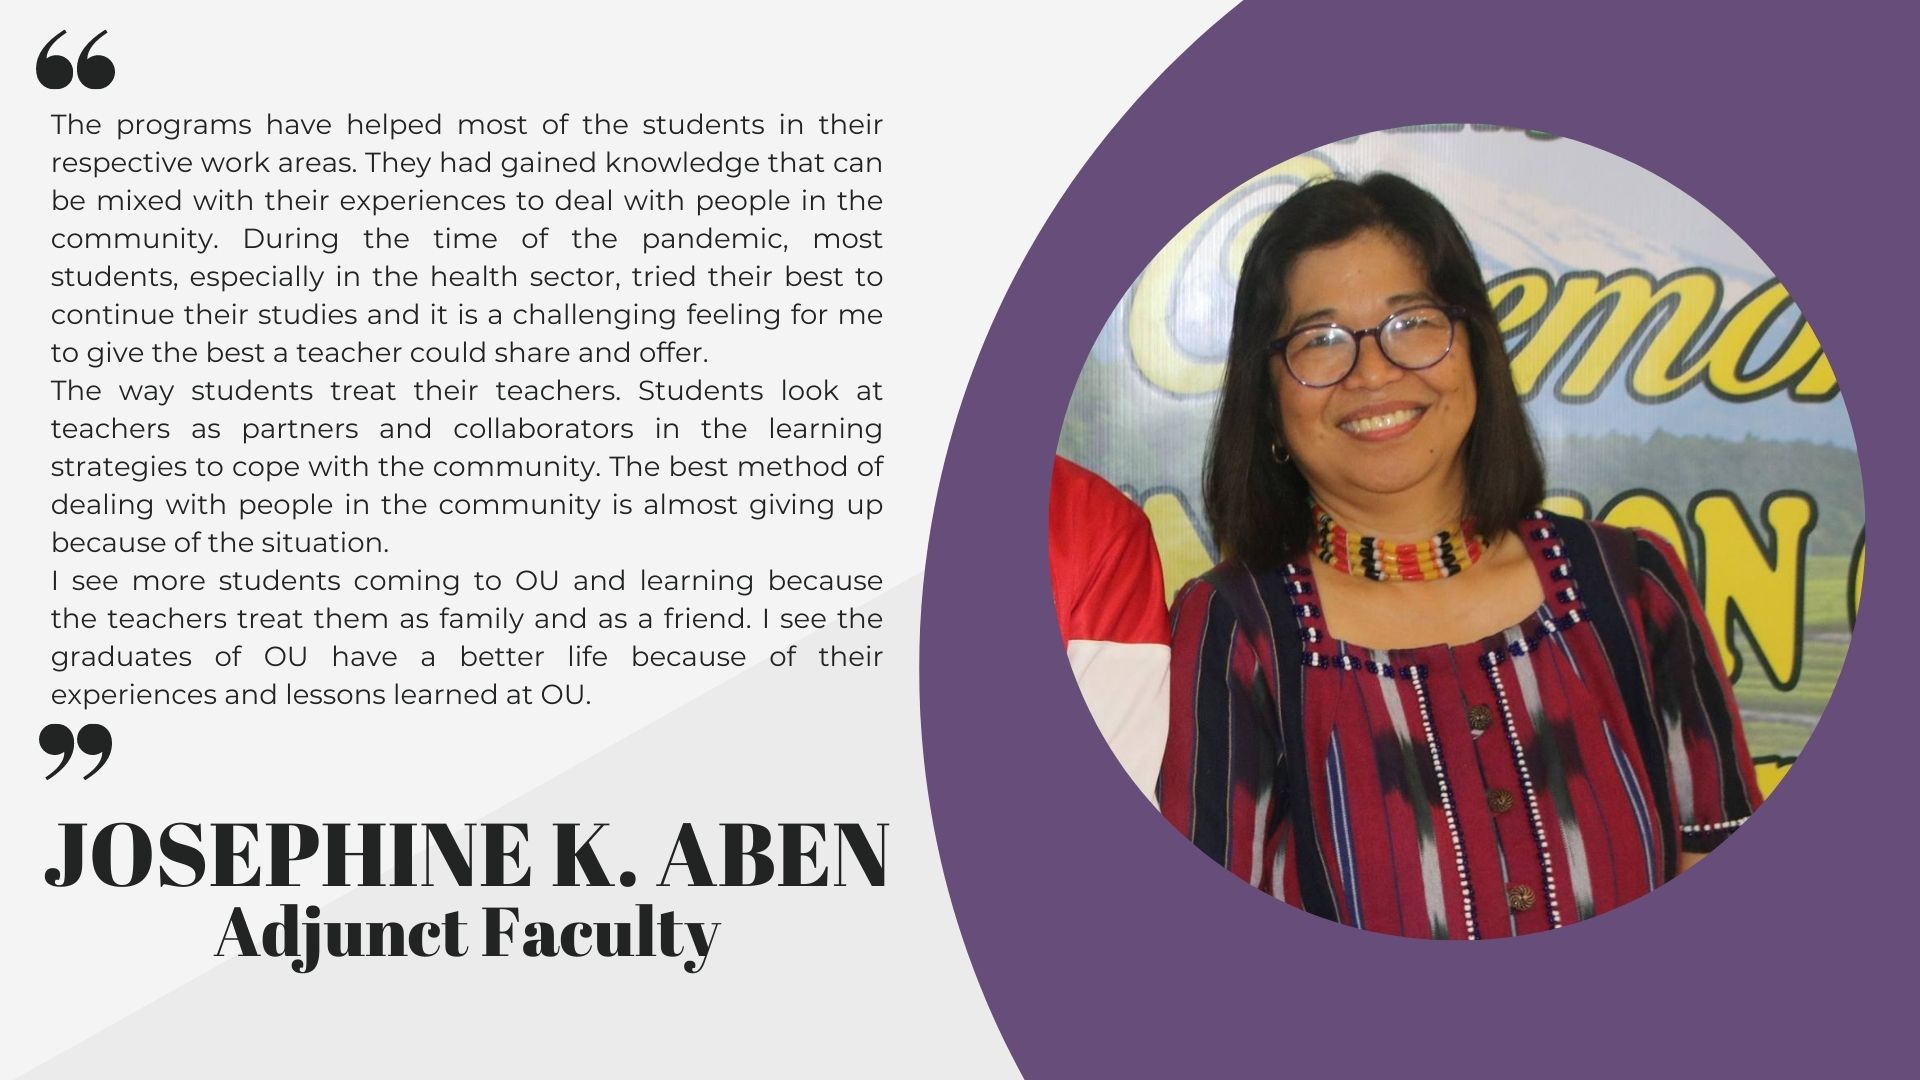 “
The programs have helped most of the students in their
respective work areas. They had gained knowledge that can
be mixed with their experiences to deal with people in the
community. During the time of the pandemic, most
students, especially in the health sector, tried their best to
continue their studies and it is a challenging feeling for me
to give the best a teacher could share and offer.
The way students treat their teachers. Students look at
teachers as partners and collaborators in the learning
strategies to cope with the community. The best method of
dealing with people in the community is almost giving up
because of the situation.
I see more students coming to OU and learning because
the teachers treat them as family and as a friend. I see the
graduates of OU have a better life because of their
experiences and lessons learned at OU.
”
JOSEPHINE K. ABEN
Adjunct Faculty